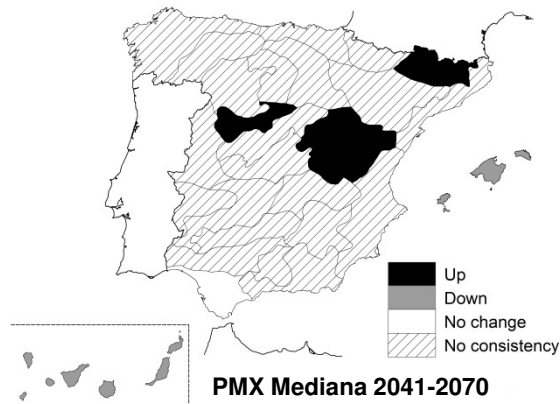 Up
Down
No change
No consistency
PMX Mediana 2041-2070